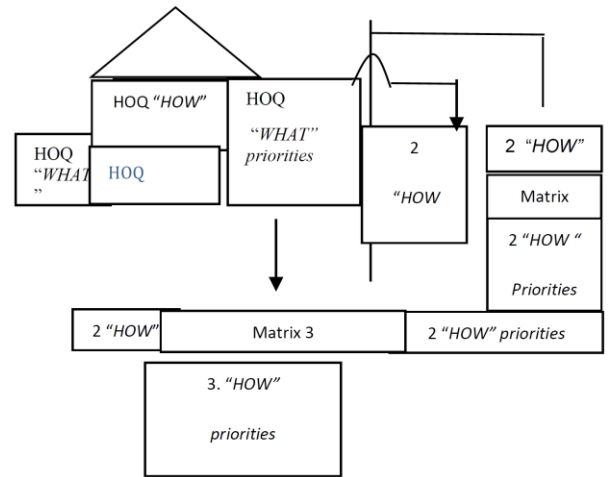 HOQ "HOW"
HOQ
"WHAT"
priorities
HOQ
"WHAT
"
HOQ
2
"HOW
2 "HOW"
Matrix
2 "HOW "
Priorities
2 "HOW"
Matrix 3
2 "HOW" priorities
3. "HOW"
priorities